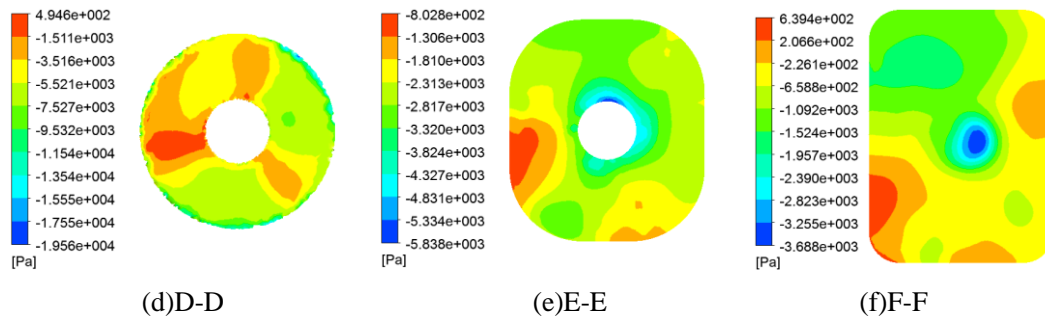 4.946e+002
-1.511e+003
-3.516e+003
-5.521e+003
-7.527e+003
-9.532e+003
-1.154e+004
-1.354e+004
-1.555e+004
-1.755e+004
-1.956e+004
[Pa]
(d)D-D
-8.028e+002
-1.306e+003
-1.810e+003
-2.313e+003
-2.817e+003
-3.320e+003
-3.824e+003
-4.327e+003
-4.831e+003
-5.334e+003
-5.838e+003
[Pa]
(e)E-E
6.394e+002
2.066e+002
-2.261e+002
-6.588e+002
-1.092e+003
-1.524e+003
-1.957e+003
-2.390e+003
-2.823e+003
-3.255e+003
-3.688e+003
[Pa]
(f)F-F